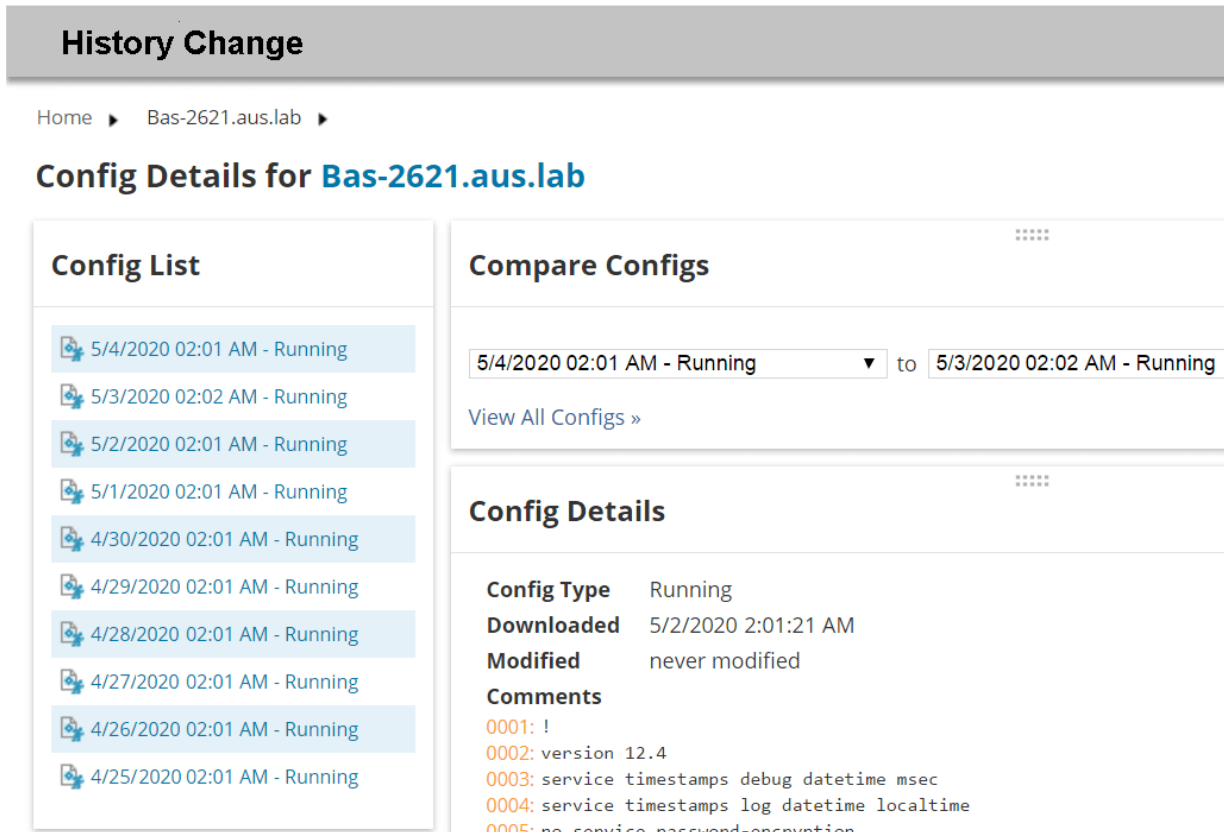 History Change
Home ▶ Bas-2621.aus.lab ▶
Config Details for Bas-2621.aus.lab
Config List
5/4/2020 02:01 AM - Running
5/3/2020 02:02 AM - Running
5/2/2020 02:01 AM - Running
5/1/2020 02:01 AM - Running
4/30/2020 02:01 AM - Running
4/29/2020 02:01 AM - Running
4/28/2020 02:01 AM - Running
4/27/2020 02:01 AM - Running
4/26/2020 02:01 AM - Running
4/25/2020 02:01 AM - Running
Compare Configs
5/4/2020 02:01 AM - Running ▼ to 5/3/2020 02:02 AM - Running
View All Configs »
Config Details
Config Type Running
Downloaded 5/2/2020 2:01:21 AM
Modified never modified
Comments
0001: !
0002: version 12.4
0003: service timestamps debug datetime msec
0004: service timestamps log datetime localtime
0005: no service password-encryption